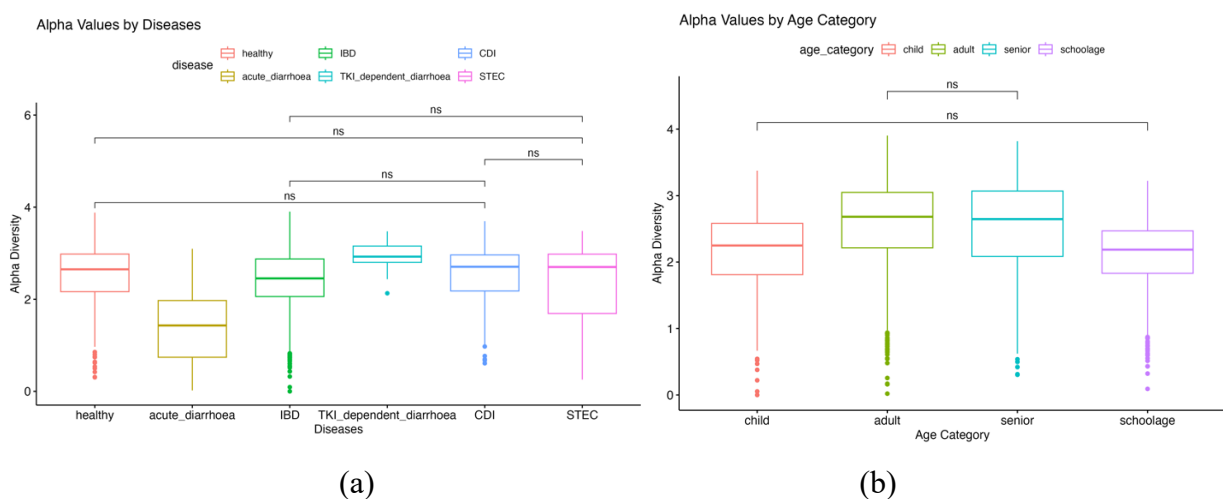 Alpha Values by Diseases
disease
healthy
IBD
CDI
acute_diarrhoea
TKI_dependent_diarrhoea
STEC
Alpha Diversity
6
4
2
0
ns
ns
ns
ns
ns
healthy
acute_diarrhoea
IBD
TKI_dependent_diarrhoea
CDI
STEC
Diseases
(a)
Alpha Values by Age Category
age_category
child
adult
senior
schoolage
Alpha Diversity
4
3
2
1
0
ns
ns
child
adult
senior
schoolage
Age Category
(b)